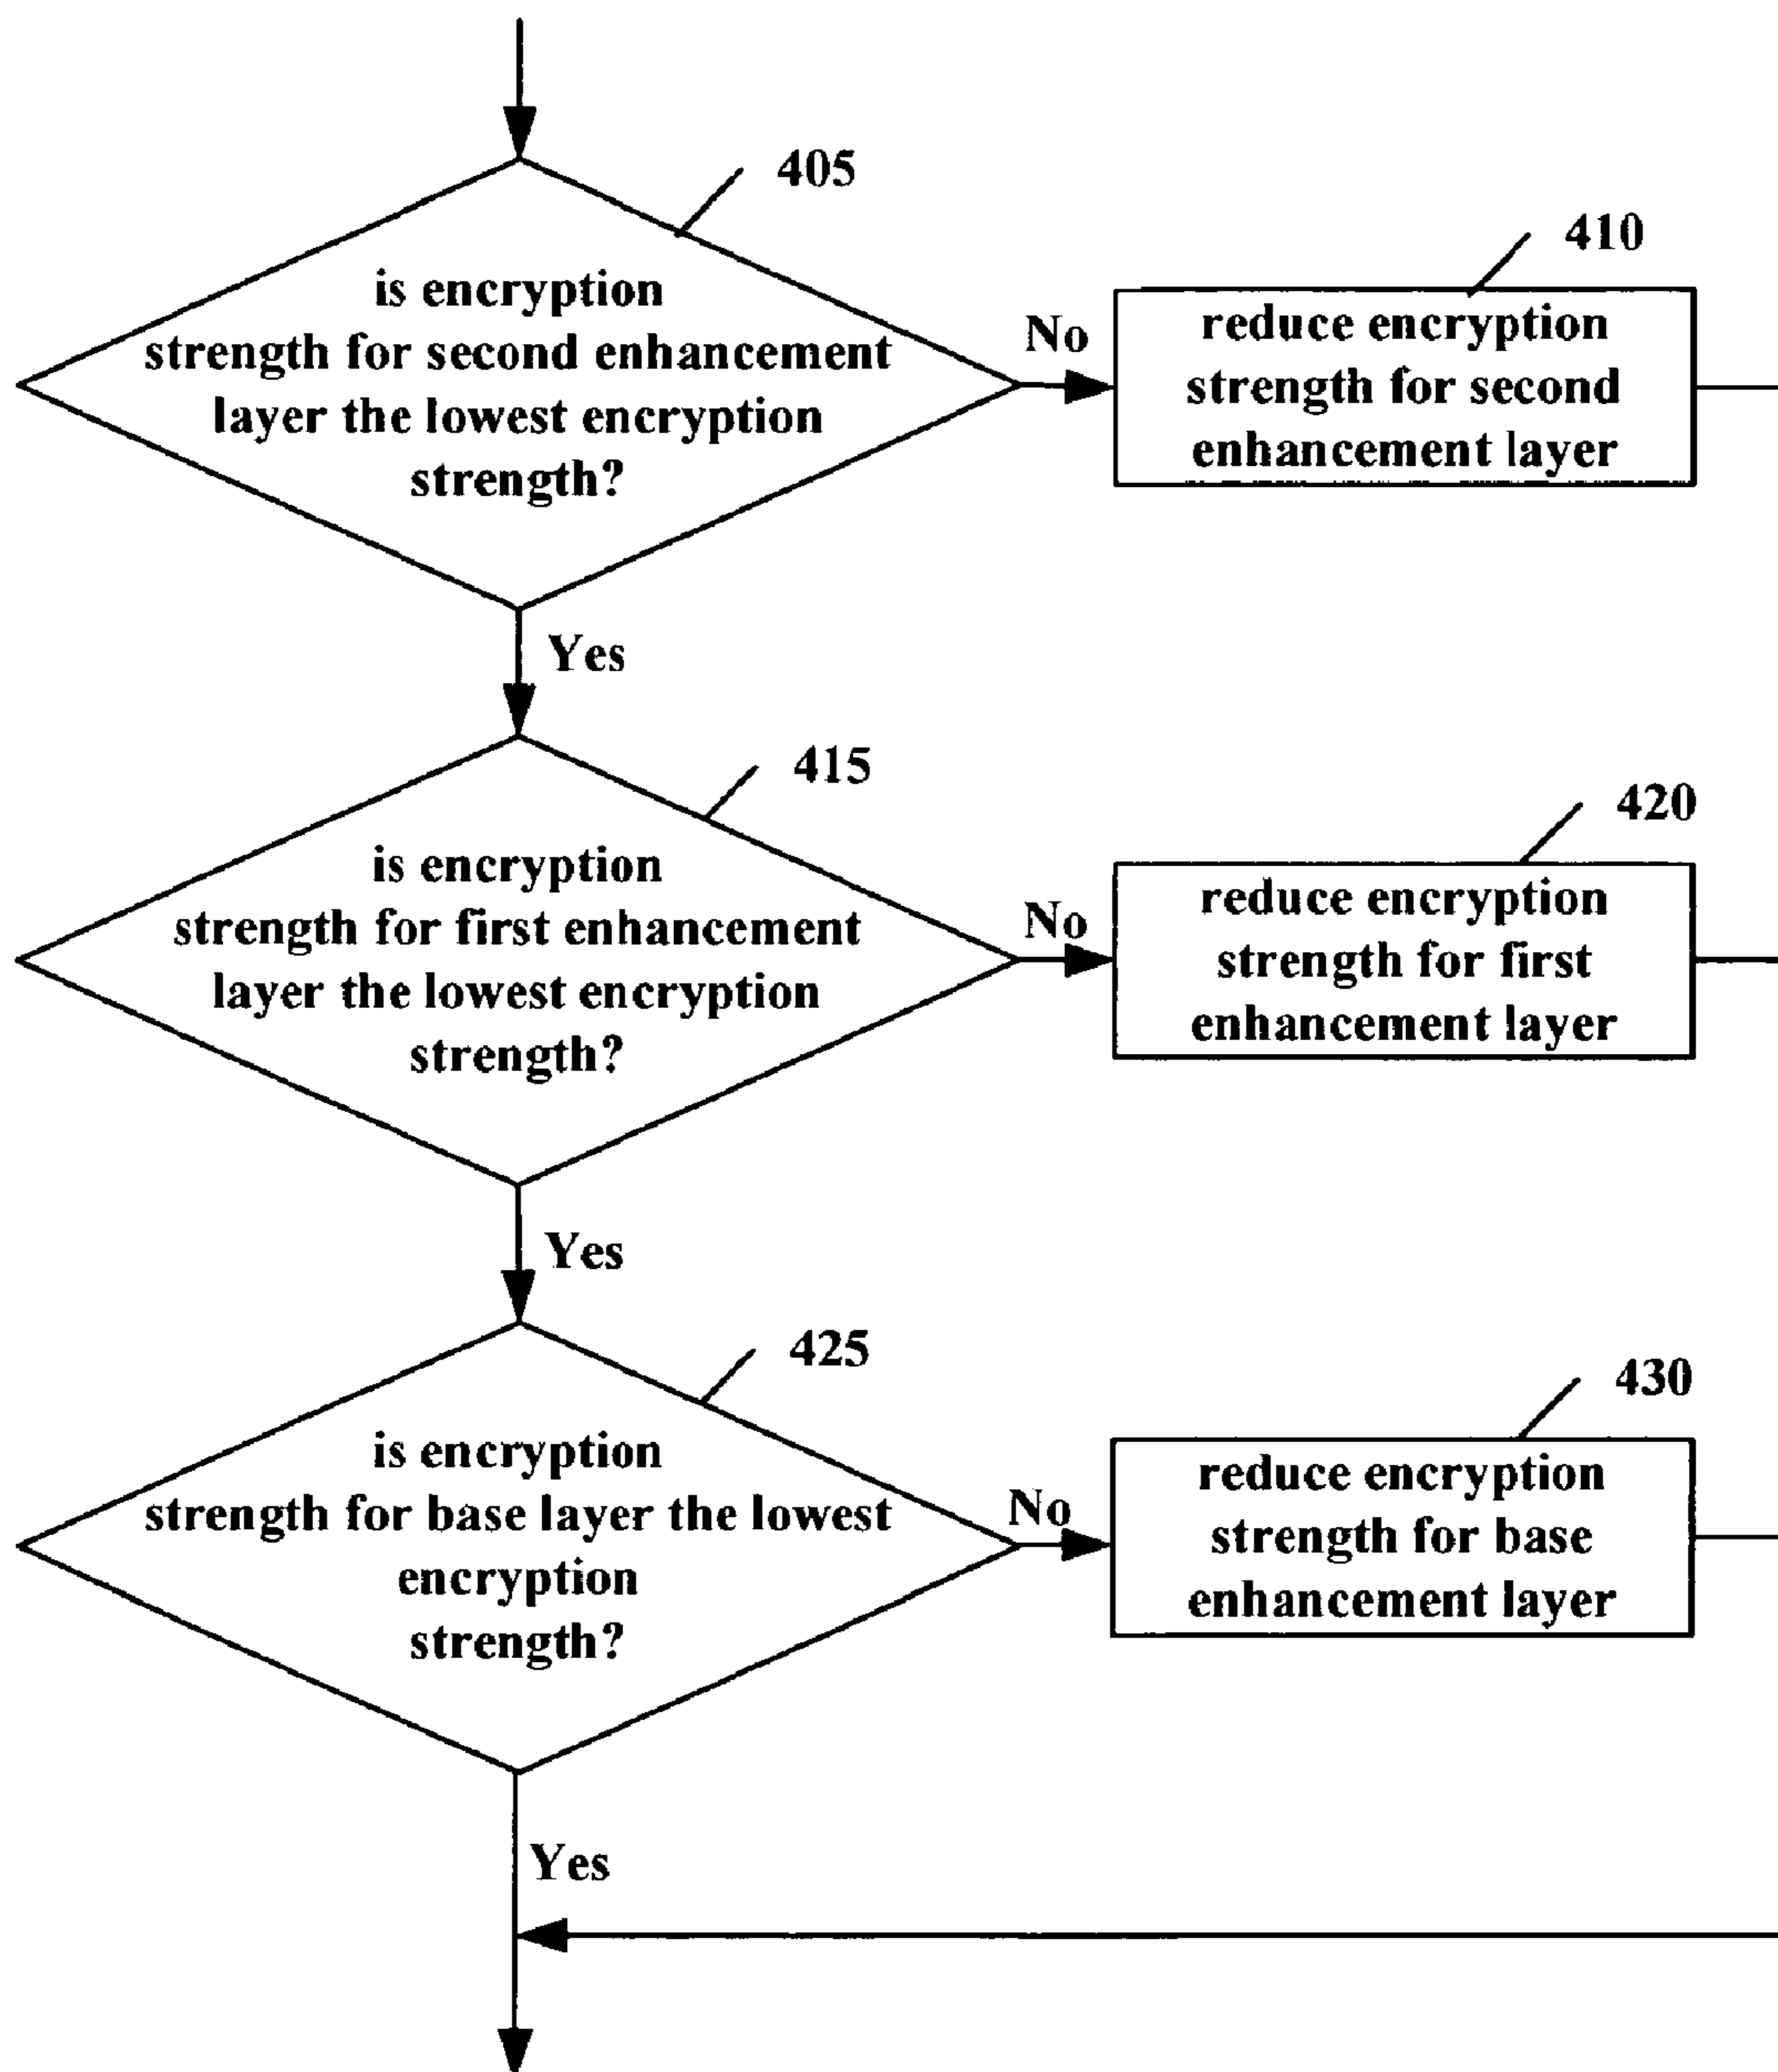 405
is encryption
strength for second enhancement
layer the lowest encryption
strength?
No
410
reduce encryption
strength for second
enhancement layer
Yes
415
is encryption
strength for first enhancement
layer the lowest encryption
strength?
No
420
reduce encryption
strength for first
enhancement layer
Yes
425
is encryption
strength for base layer the lowest
encryption
strength?
No
430
reduce encryption
strength for base
enhancement layer
Yes